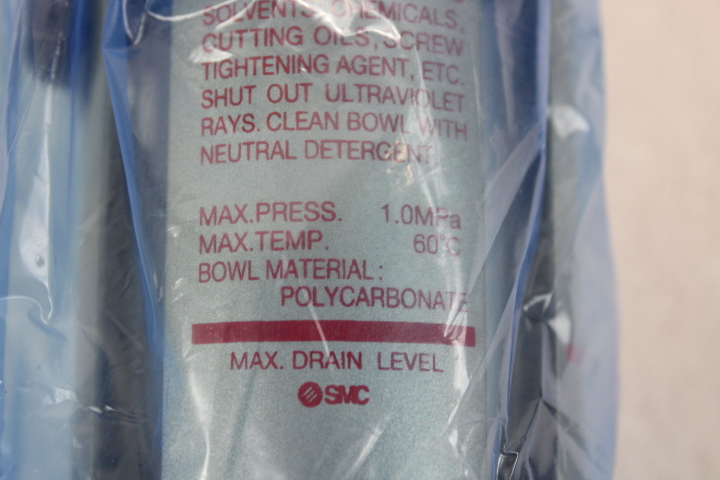 SOLVENTS, CHEMICALS,
CUTTING OILS, SCREW
TIGHTENING AGENT, ETC.
SHUT OUT ULTRAVIOLET
RAYS. CLEAN BOWL WITH
NEUTRAL DETERGENT.
MAX.PRESS. 1.0MPa
MAX.TEMP. 60°C
BOWL MATERIAL:
POLYCARBONATE
MAX. DRAIN LEVEL
SMC